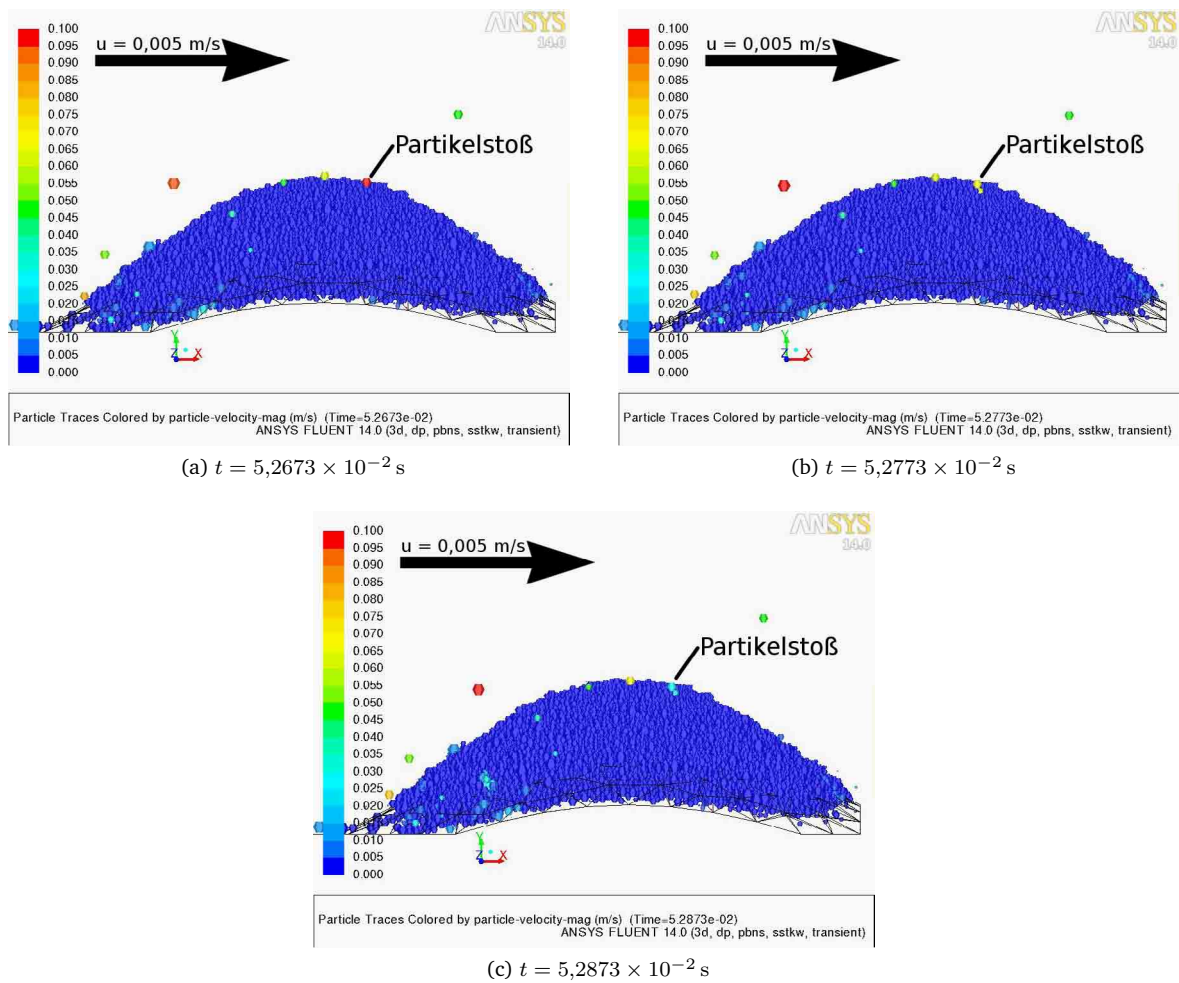 ANSYS
14.0
0.100
0.095
0.090
0.085
0.080
0.075
0.070
0.065
0.060
0.055
0.050
0.045
0.040
0.035
0.030
0.025
0.020
0.010
0.005
0.000
u = 0,005 m/s
Partikelstoß
Y
Z X
Particle Traces Colored by particle-velocity-mag (m/s) (Time=5.2673e-02)
ANSYS FLUENT 14.0 (3d, dp, pbns, sstkw, transient)
(a) t = 5,2673 × 10⁻² s
ANSYS
14.0
0.100
0.095
0.090
0.085
0.080
0.075
0.070
0.065
0.060
0.055
0.050
0.045
0.040
0.035
0.030
0.025
0.020
0.010
0.005
0.000
u = 0,005 m/s
Partikelstoß
Y
Z X
Particle Traces Colored by particle-velocity-mag (m/s) (Time=5.2773e-02)
ANSYS FLUENT 14.0 (3d, dp, pbns, sstkw, transient)
(b) t = 5,2773 × 10⁻² s
ANSYS
14.0
0.100
0.095
0.090
0.085
0.080
0.075
0.070
0.065
0.060
0.055
0.050
0.045
0.040
0.035
0.030
0.025
0.020
0.010
0.005
0.000
u = 0,005 m/s
Partikelstoß
Y
Z X
Particle Traces Colored by particle-velocity-mag (m/s) (Time=5.2873e-02)
ANSYS FLUENT 14.0 (3d, dp, pbns, sstkw, transient)
(c) t = 5,2873 × 10⁻² s